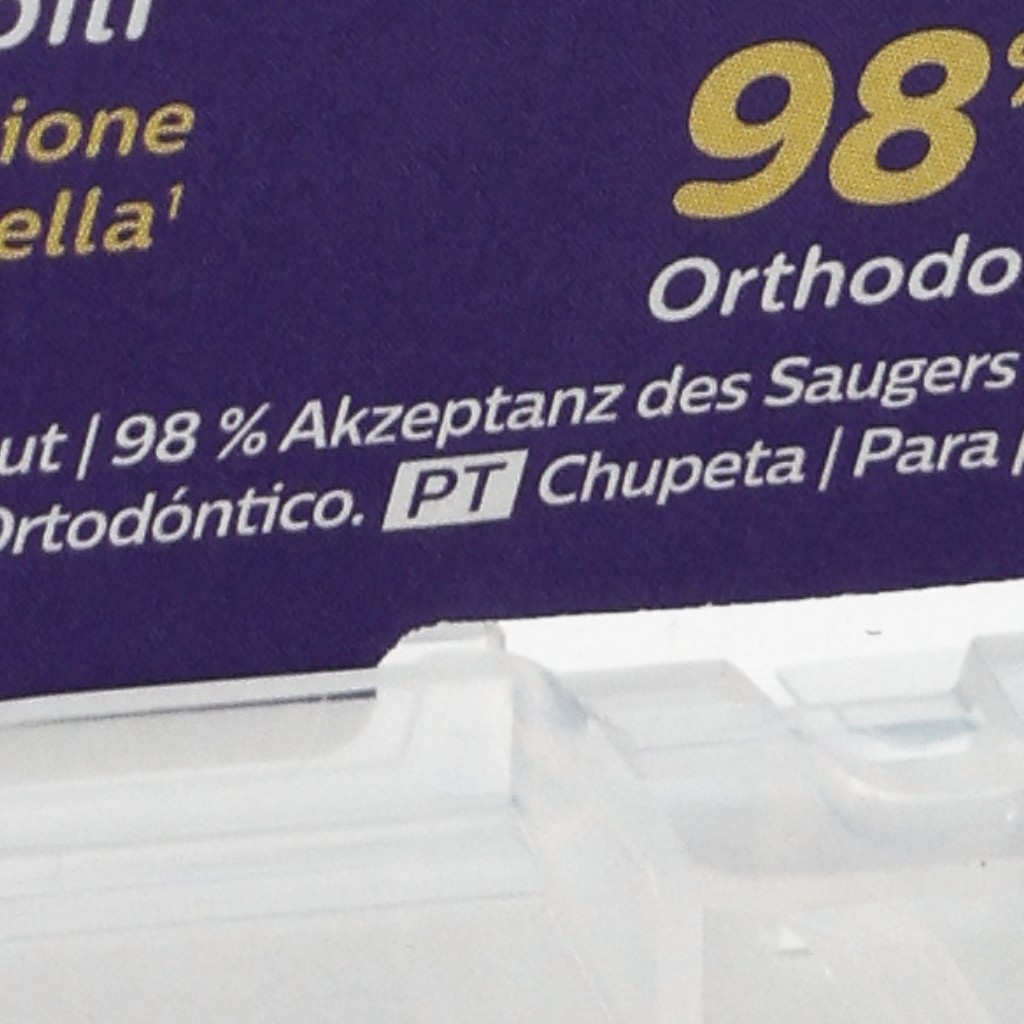 98%
ione
ella¹
Orthodo
ut | 98 % Akzeptanz des Saugers
Ortodóntico. PT Chupeta | Para